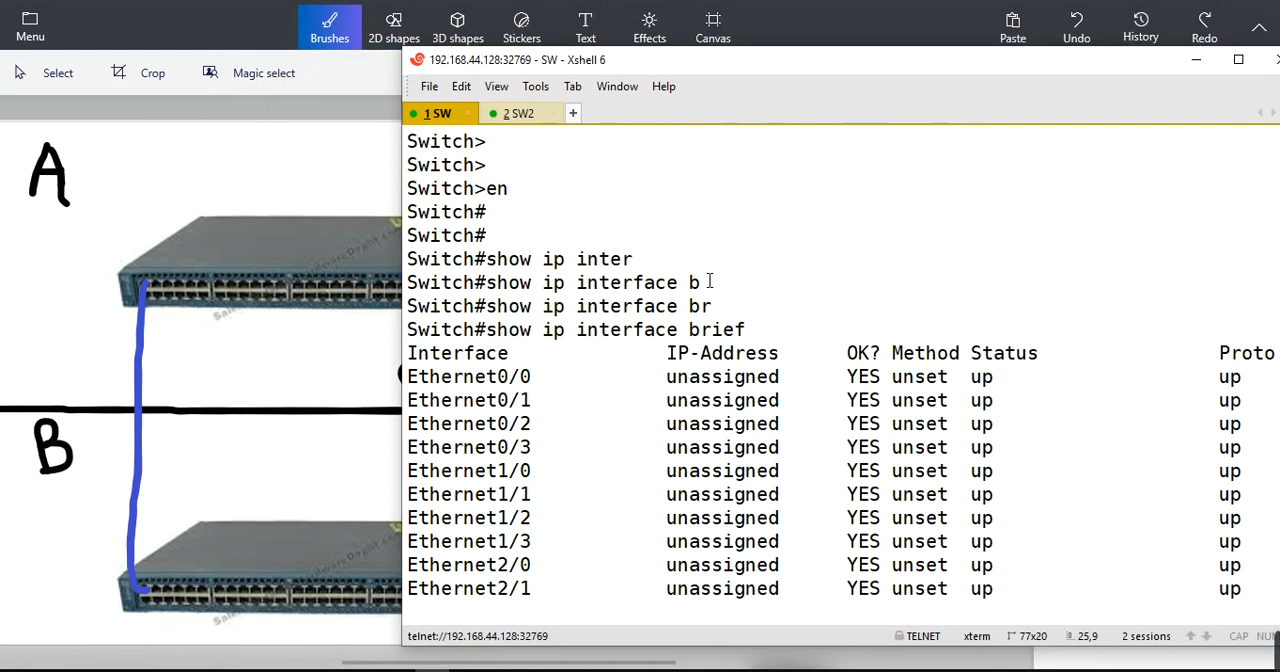 Menu
Brushes
2D shapes
3D shapes
Stickers
Text
Effects
Canvas
Paste
Undo
History
Redo
Select
Crop
Magic select
192.168.44.128:32769 - SW - Xshell 6
File Edit View Tools Tab Window Help
1 SW
2 SW2
+
A
B
Switch>
Switch>
Switch>en
Switch#
Switch#
Switch#show ip inter
Switch#show ip interface b
Switch#show ip interface br
Switch#show ip interface brief
Interface IP-Address OK? Method Status Proto
Ethernet0/0 unassigned YES unset up up
Ethernet0/1 unassigned YES unset up up
Ethernet0/2 unassigned YES unset up up
Ethernet0/3 unassigned YES unset up up
Ethernet1/0 unassigned YES unset up up
Ethernet1/1 unassigned YES unset up up
Ethernet1/2 unassigned YES unset up up
Ethernet1/3 unassigned YES unset up up
Ethernet2/0 unassigned YES unset up up
Ethernet2/1 unassigned YES unset up up
telnet://192.168.44.128:32769 TELNET xterm 77x20 25,9 2 sessions CAP NUM